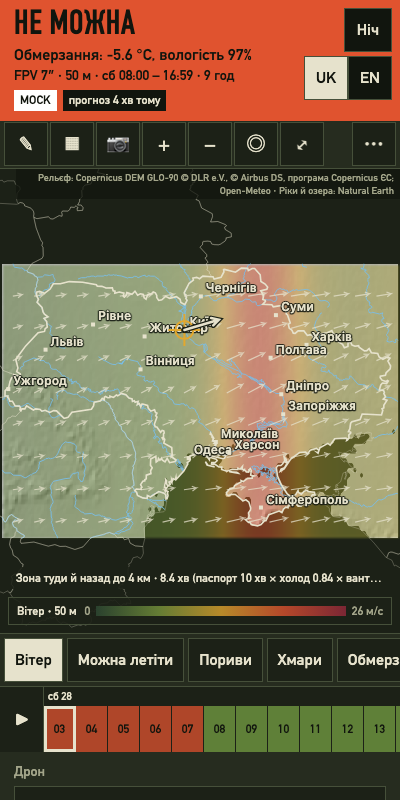 НЕ МОЖНА
Ніч
Обмерзання: -5.6 °C, вологість 97%
FPV 7″ · 50 м · сб 08:00 – 16:59 · 9 год
UK EN
МОСК прогноз 4 хв тому
+ − ⋯
Рельєф: Copernicus DEM GLO-90 © DLR e.V., © Airbus DS, програма Copernicus ЄС;
Open-Meteo · Ріки й озера: Natural Earth
Чернігів
Суми
Рівне
Харків
Львів
Полтава
Вінниця
Ужгород
Дніпро
Запоріжжя
Миколаїв
Херсон
Одеса
Сімферополь
Зона туди й назад до 4 км · 8.4 хв (паспорт 10 хв × холод 0.84 × вант…
Вітер · 50 м 0 26 м/с
Вітер Можна летіти Пориви Хмари Обмерз
сб 28
03 04 05 06 07 08 09 10 11 12 13
Дрон